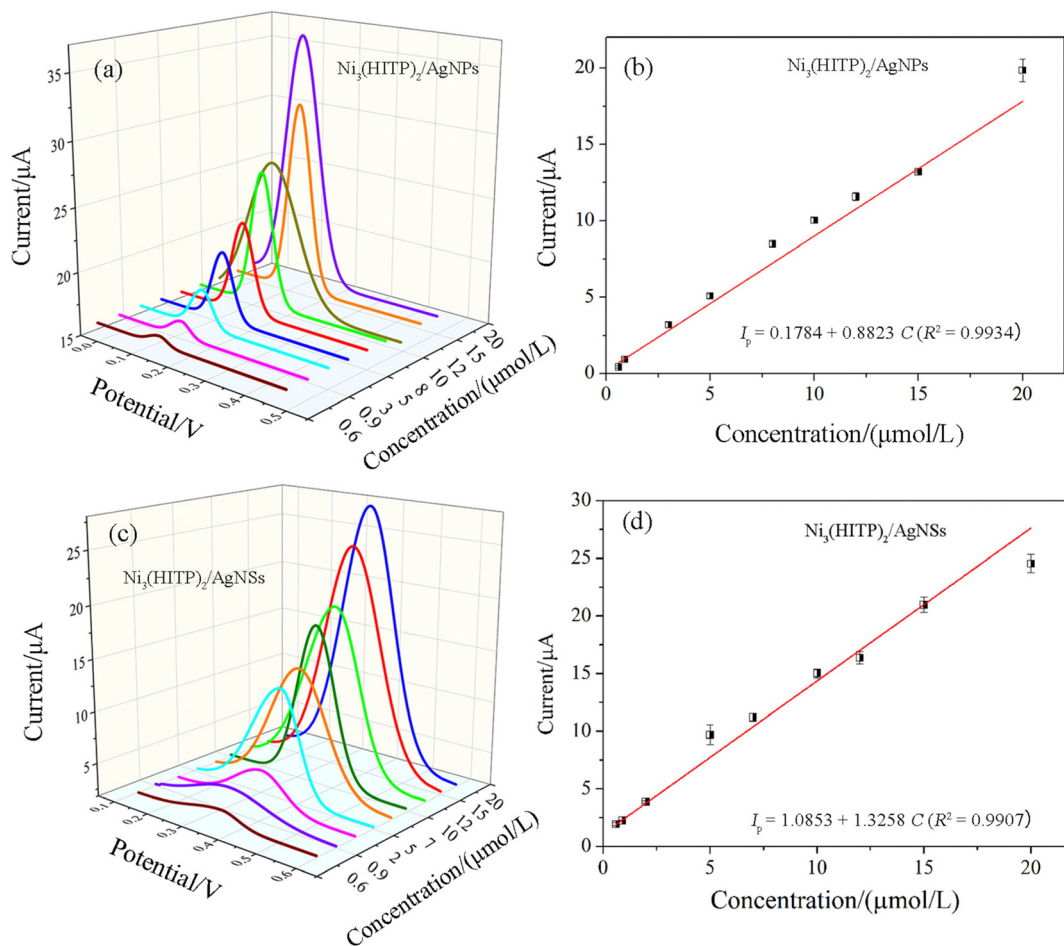 (a)
Ni₃(HITP)₂/AgNPs
Current/μA
35
30
25
20
15
0.0
0.1
0.2
0.3
0.4
0.5
Potential/V
0.6
0.9
3
5
8
10
12
15
20
Concentration/(μmol/L)
(b)
Ni₃(HITP)₂/AgNPs
Current/μA
20
15
10
5
0
Iₚ = 0.1784 + 0.8823 C (R² = 0.9934)
0 5 10 15 20
Concentration/(μmol/L)
(c)
Ni₃(HITP)₂/AgNSs
Current/μA
25
20
15
10
5
0.1
0.2
0.3
0.4
0.5
0.6
Potential/V
0.6
0.9
2
5
7
10
12
15
20
Concentration/(μmol/L)
(d)
Ni₃(HITP)₂/AgNSs
Current/μA
30
25
20
15
10
5
0
Iₚ = 1.0853 + 1.3258 C (R² = 0.9907)
0 5 10 15 20
Concentration/(μmol/L)